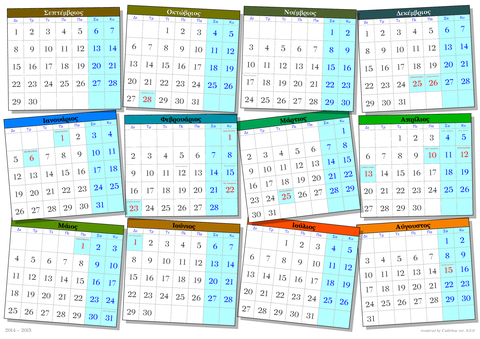 Σεπτέμβριος
Δε Τρ Τε Πε Πα Σα Κυ
1 2 3 4 5 6 7
8 9 10 11 12 13 14
15 16 17 18 19 20 21
22 23 24 25 26 27 28
29 30
Οκτώβριος
Δε Τρ Τε Πε Πα Σα Κυ
1 2 3 4 5
6 7 8 9 10 11 12
13 14 15 16 17 18 19
20 21 22 23 24 25 26
27 28 29 30 31
Νοέμβριος
Δε Τρ Τε Πε Πα Σα Κυ
1 2
3 4 5 6 7 8 9
10 11 12 13 14 15 16
17 18 19 20 21 22 23
24 25 26 27 28 29 30
Δεκέμβριος
Δε Τρ Τε Πε Πα Σα Κυ
1 2 3 4 5 6 7
8 9 10 11 12 13 14
15 16 17 18 19 20 21
22 23 24 25 26 27 28
29 30 31
Ιανουάριος
Δε Τρ Τε Πε Πα Σα Κυ
1 2 3 4
5 6 7 8 9 10 11
12 13 14 15 16 17 18
19 20 21 22 23 24 25
26 27 28 29 30 31
Φεβρουάριος
Δε Τρ Τε Πε Πα Σα Κυ
1
2 3 4 5 6 7 8
9 10 11 12 13 14 15
16 17 18 19 20 21 22
23 24 25 26 27 28
Μάρτιος
Δε Τρ Τε Πε Πα Σα Κυ
1
2 3 4 5 6 7 8
9 10 11 12 13 14 15
16 17 18 19 20 21 22
23 24 25 26 27 28 29
30 31
Απρίλιος
Δε Τρ Τε Πε Πα Σα Κυ
1 2 3 4 5
6 7 8 9 10 11 12
13 14 15 16 17 18 19
20 21 22 23 24 25 26
27 28 29 30
Μάιος
Δε Τρ Τε Πε Πα Σα Κυ
1 2 3
4 5 6 7 8 9 10
11 12 13 14 15 16 17
18 19 20 21 22 23 24
25 26 27 28 29 30 31
Ιούνιος
Δε Τρ Τε Πε Πα Σα Κυ
1 2 3 4 5 6 7
8 9 10 11 12 13 14
15 16 17 18 19 20 21
22 23 24 25 26 27 28
29 30
Ιούλιος
Δε Τρ Τε Πε Πα Σα Κυ
1 2 3 4 5
6 7 8 9 10 11 12
13 14 15 16 17 18 19
20 21 22 23 24 25 26
27 28 29 30 31
Αύγουστος
Δε Τρ Τε Πε Πα Σα Κυ
1 2
3 4 5 6 7 8 9
10 11 12 13 14 15 16
17 18 19 20 21 22 23
24 25 26 27 28 29 30
31
2014 – 2015
rendered by Callirhoe ver.